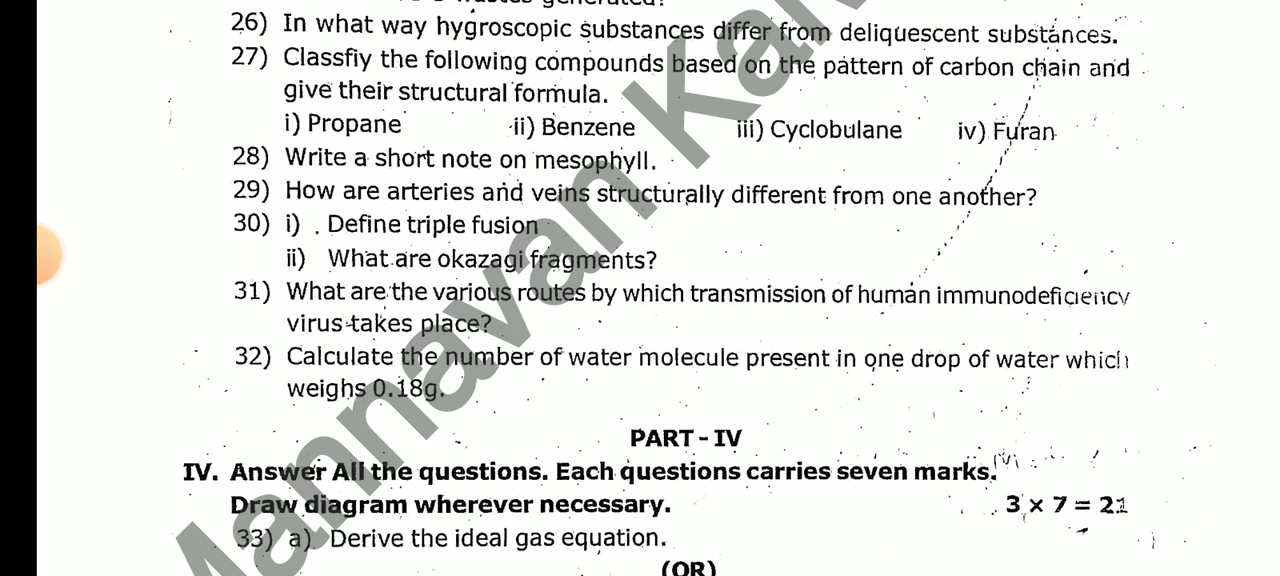 26) In what way hygroscopic substances differ from deliquescent substances.
27) Classfiy the following compounds based on the pattern of carbon chain and
give their structural formula.
i) Propane ii) Benzene iii) Cyclobulane iv) Furan
28) Write a short note on mesophyll.
29) How are arteries and veins structurally different from one another?
30) i) . Define triple fusion
ii) What are okazagi fragments?
31) What are the various routes by which transmission of human immunodeficiency
virus takes place?
32) Calculate the number of water molecule present in one drop of water which
weighs 0.18g.
PART - IV
IV. Answer All the questions. Each questions carries seven marks.
Draw diagram wherever necessary. 3 x 7 = 21
33) a) Derive the ideal gas equation.
(OR)
Mannavan